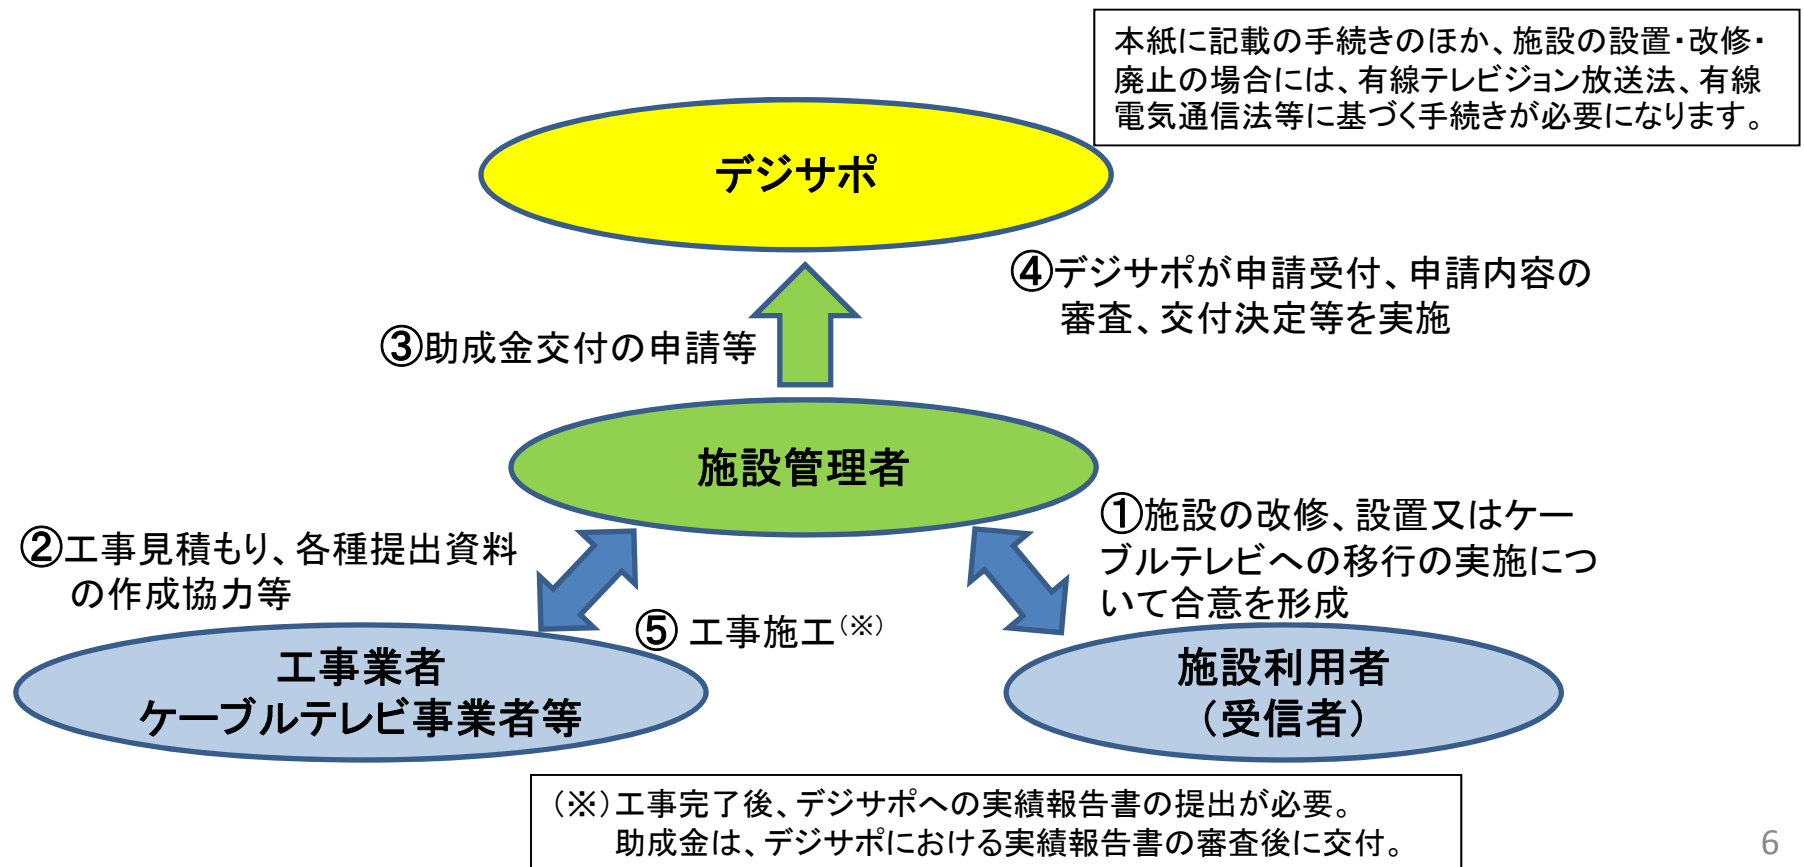 本紙に記載の手続きのほか、施設の設置・改修・
廃止の場合には、有線テレビジョン放送法、有線
電気通信法等に基づく手続きが必要になります。
デジサポ
④デジサポが申請受付、申請内容の
審査、交付決定等を実施
③助成金交付の申請等
施設管理者
①施設の改修、設置又はケー
ブルテレビへの移行の実施につ
いて合意を形成
②工事見積もり、各種提出資料
の作成協力等
⑤ 工事施工(※)
工事業者
ケーブルテレビ事業者等
施設利用者
(受信者)
(※)工事完了後、デジサポへの実績報告書の提出が必要。
助成金は、デジサポにおける実績報告書の審査後に交付。
6